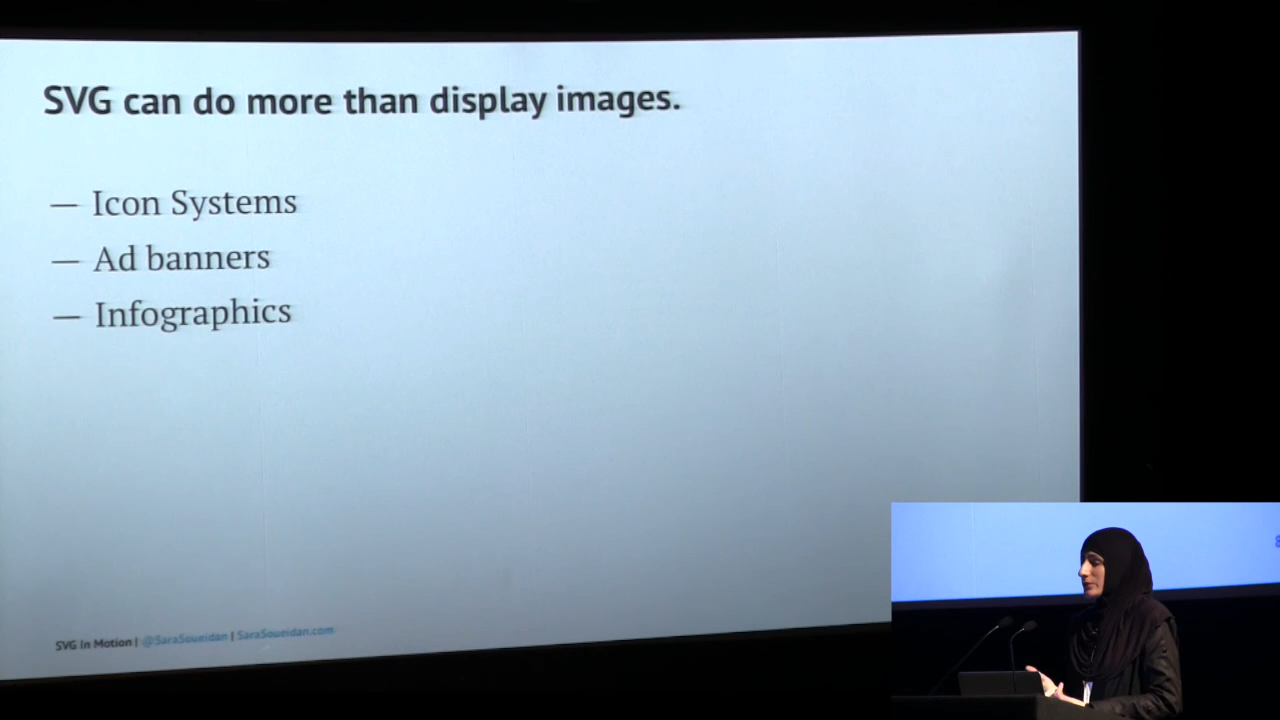 SVG can do more than display images.
— Icon Systems
— Ad banners
— Infographics
SVG In Motion | @SaraSoueidan | SaraSoueidan.com